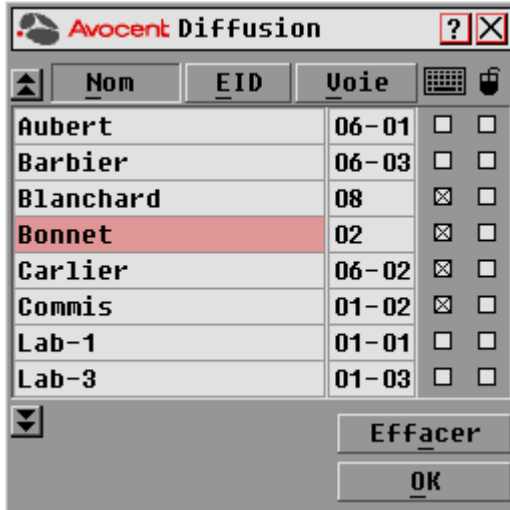 Avocent Diffusion ? X
Nom EID Voie
Aubert 06-01
Barbier 06-03
Blanchard 08
Bonnet 02
Carlier 06-02
Commis 01-02
Lab-1 01-01
Lab-3 01-03
Effacer
OK